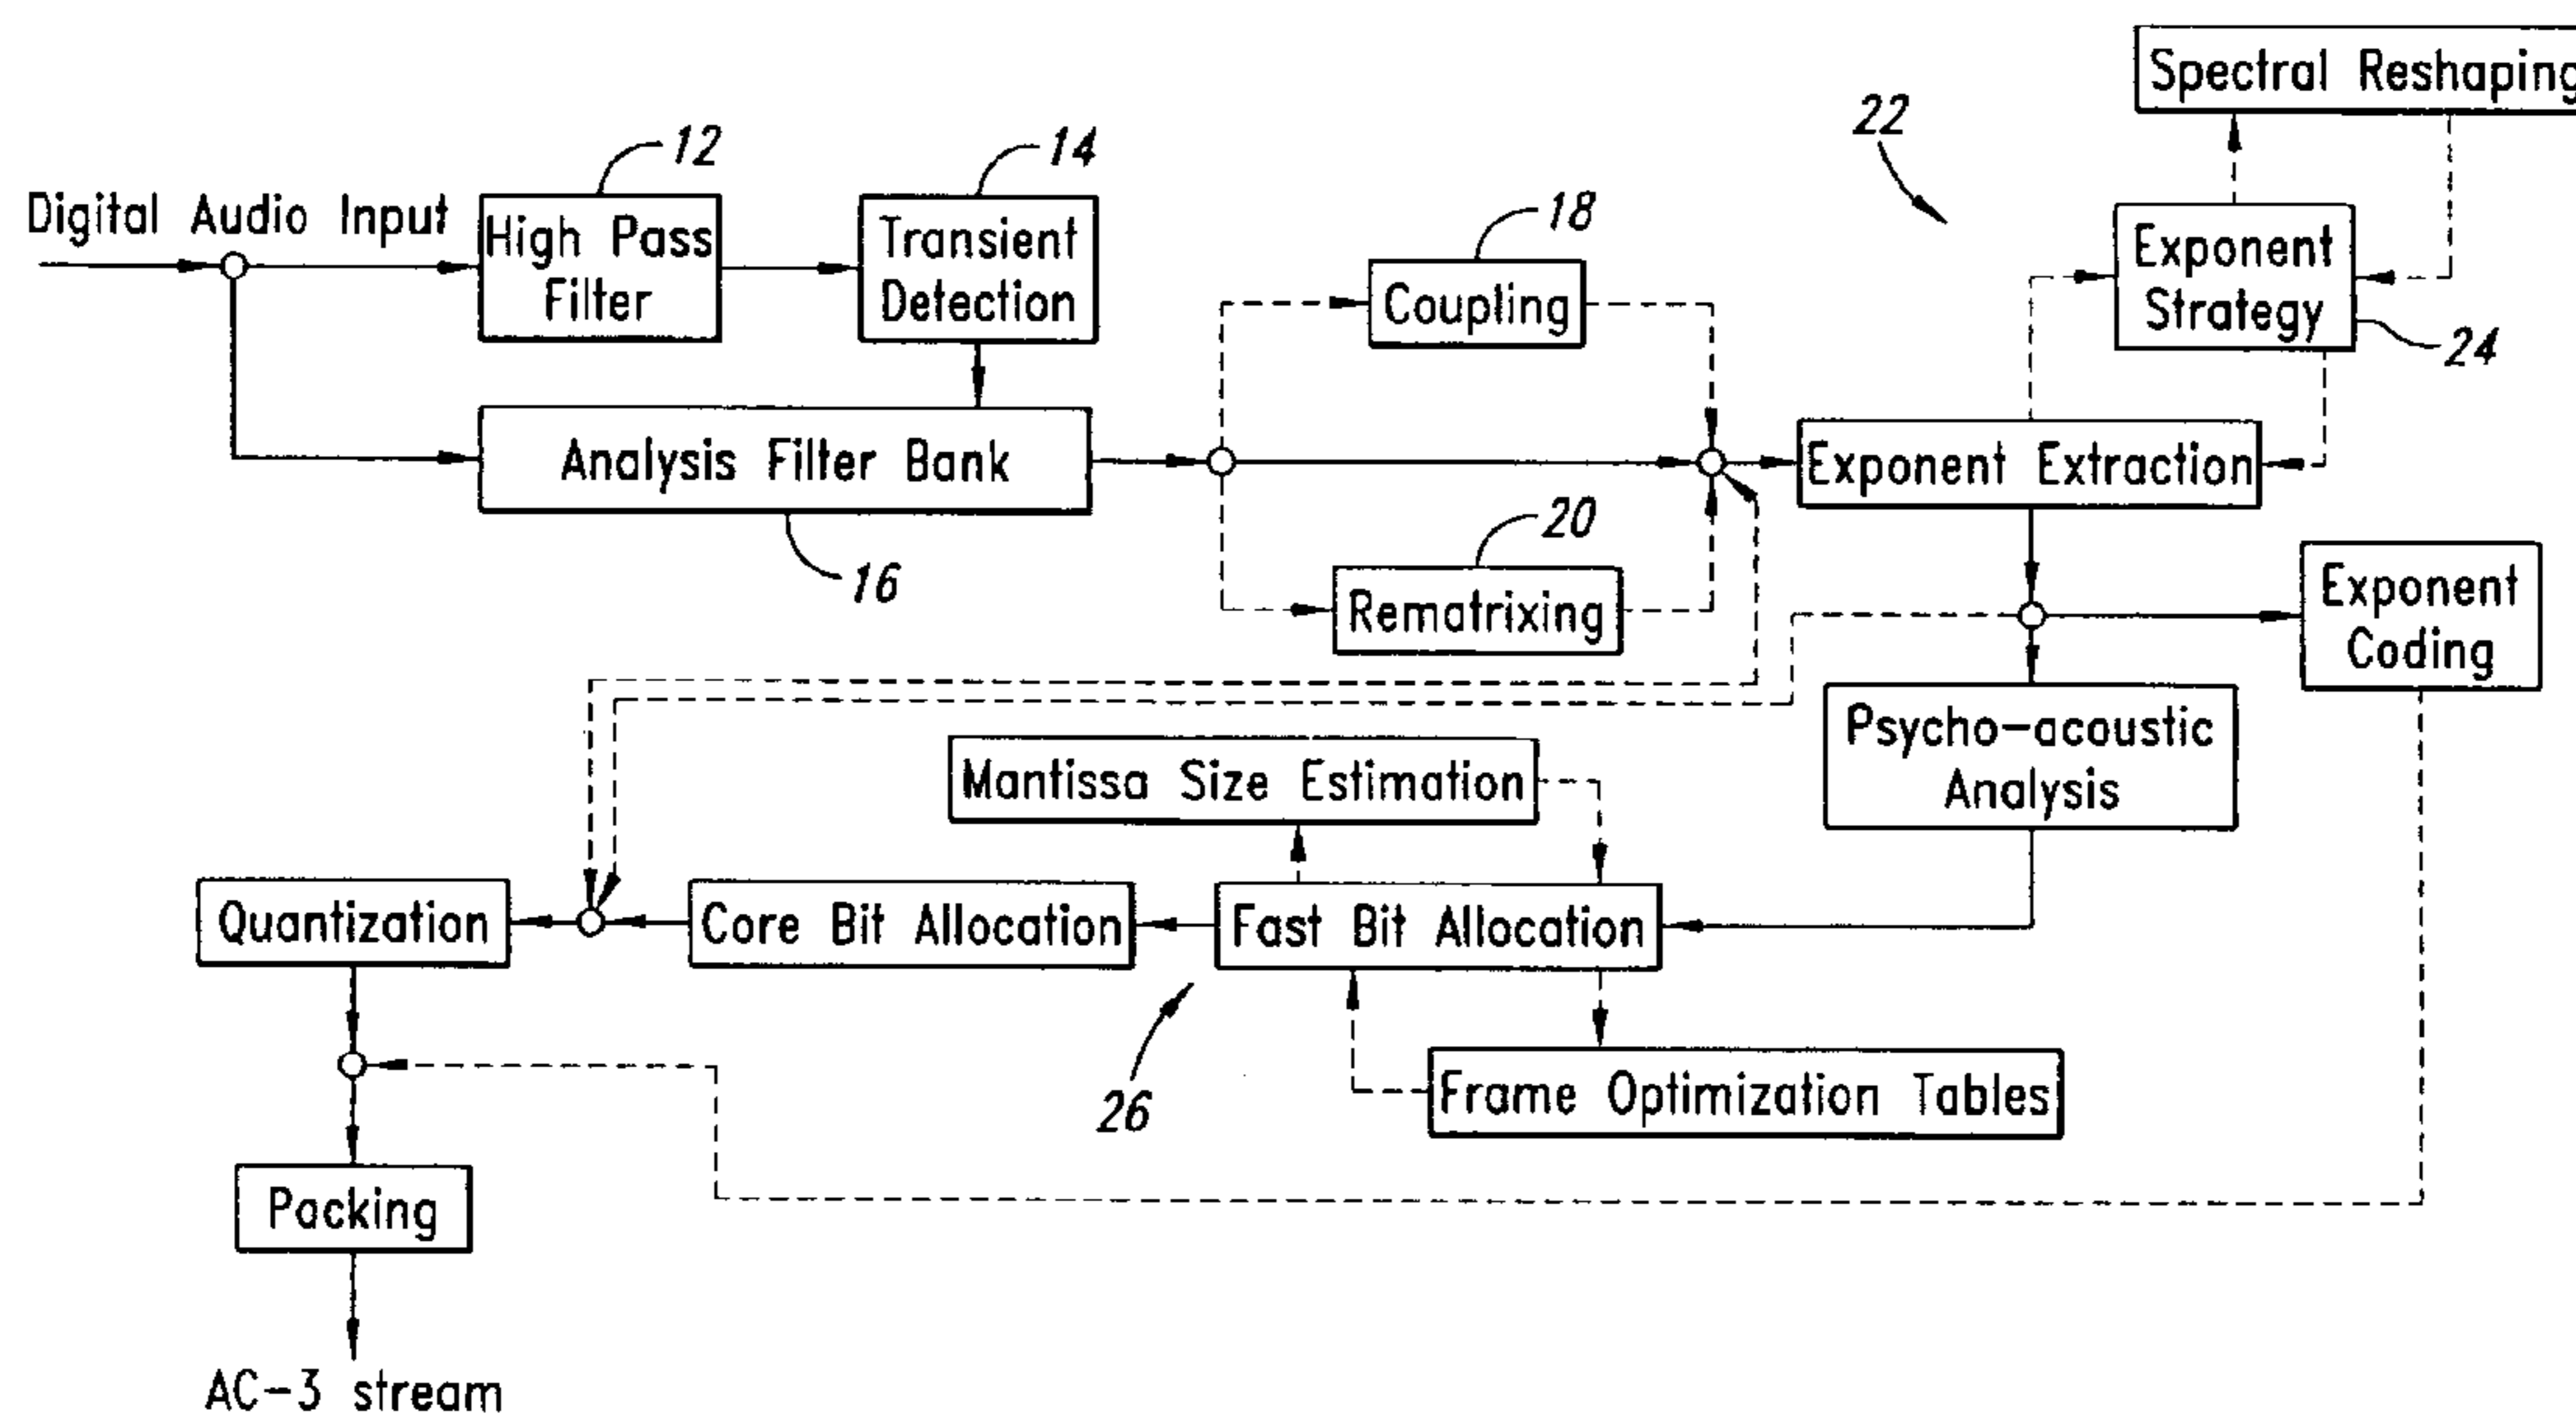 Spectral Reshaping
22
12
14
Digital Audio Input
High Pass
Filter
Transient
Detection
18
Coupling
Exponent
Strategy
24
Analysis Filter Bank
Exponent Extraction
16
20
Rematrixing
Exponent
Coding
Psycho-acoustic
Analysis
Mantissa Size Estimation
Quantization
Core Bit Allocation
Fast Bit Allocation
26
Frame Optimization Tables
Packing
AC-3 stream